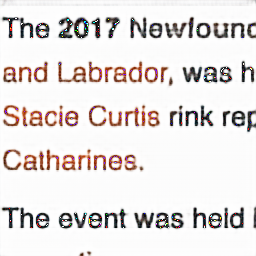 The 2017 Newfound
and Labrador, was h
Stacie Curtis rink rep
Catharines.
The event was held